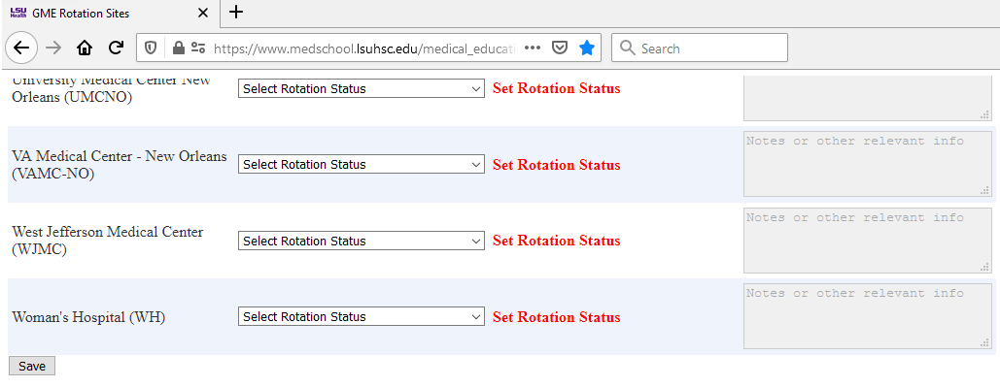 LSU Health GME Rotation Sites
https://www.medschool.lsuhsc.edu/medical_educati
Search
University Medical Center New
Orleans (UMCNO)
Select Rotation Status
Set Rotation Status
VA Medical Center - New Orleans
(VAMC-NO)
Select Rotation Status
Set Rotation Status
Notes or other relevant info
West Jefferson Medical Center
(WJMC)
Select Rotation Status
Set Rotation Status
Notes or other relevant info
Woman's Hospital (WH)
Select Rotation Status
Set Rotation Status
Notes or other relevant info
Save